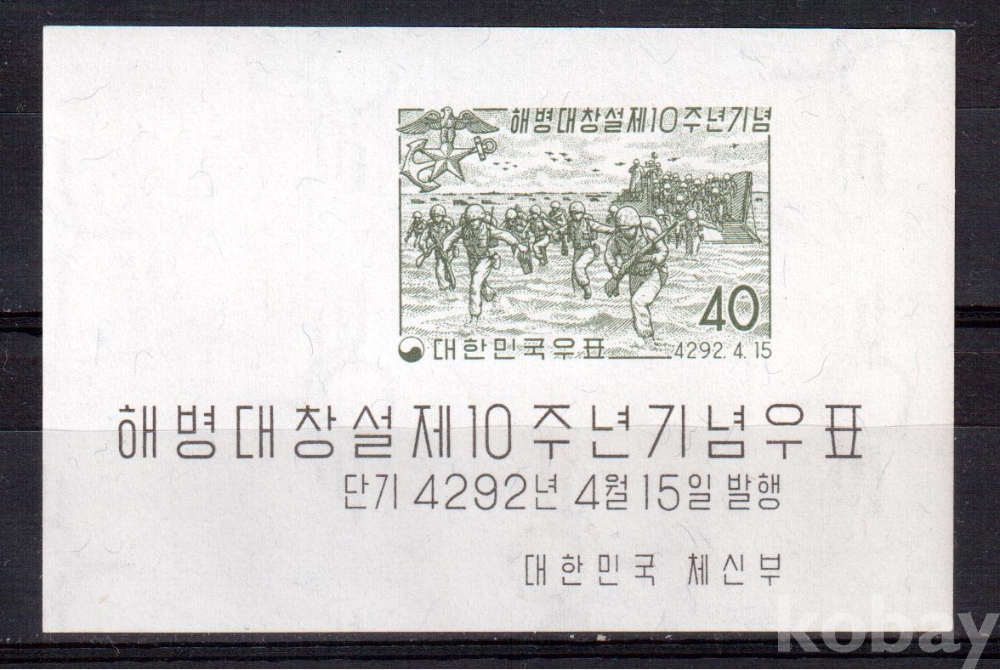 해병대창설제10주년기념
40
대한민국우표 4292.4.15
해병대창설제10주년기념우표
단기 4292년 4월 15일 발행
대한민국 체신부
kobay